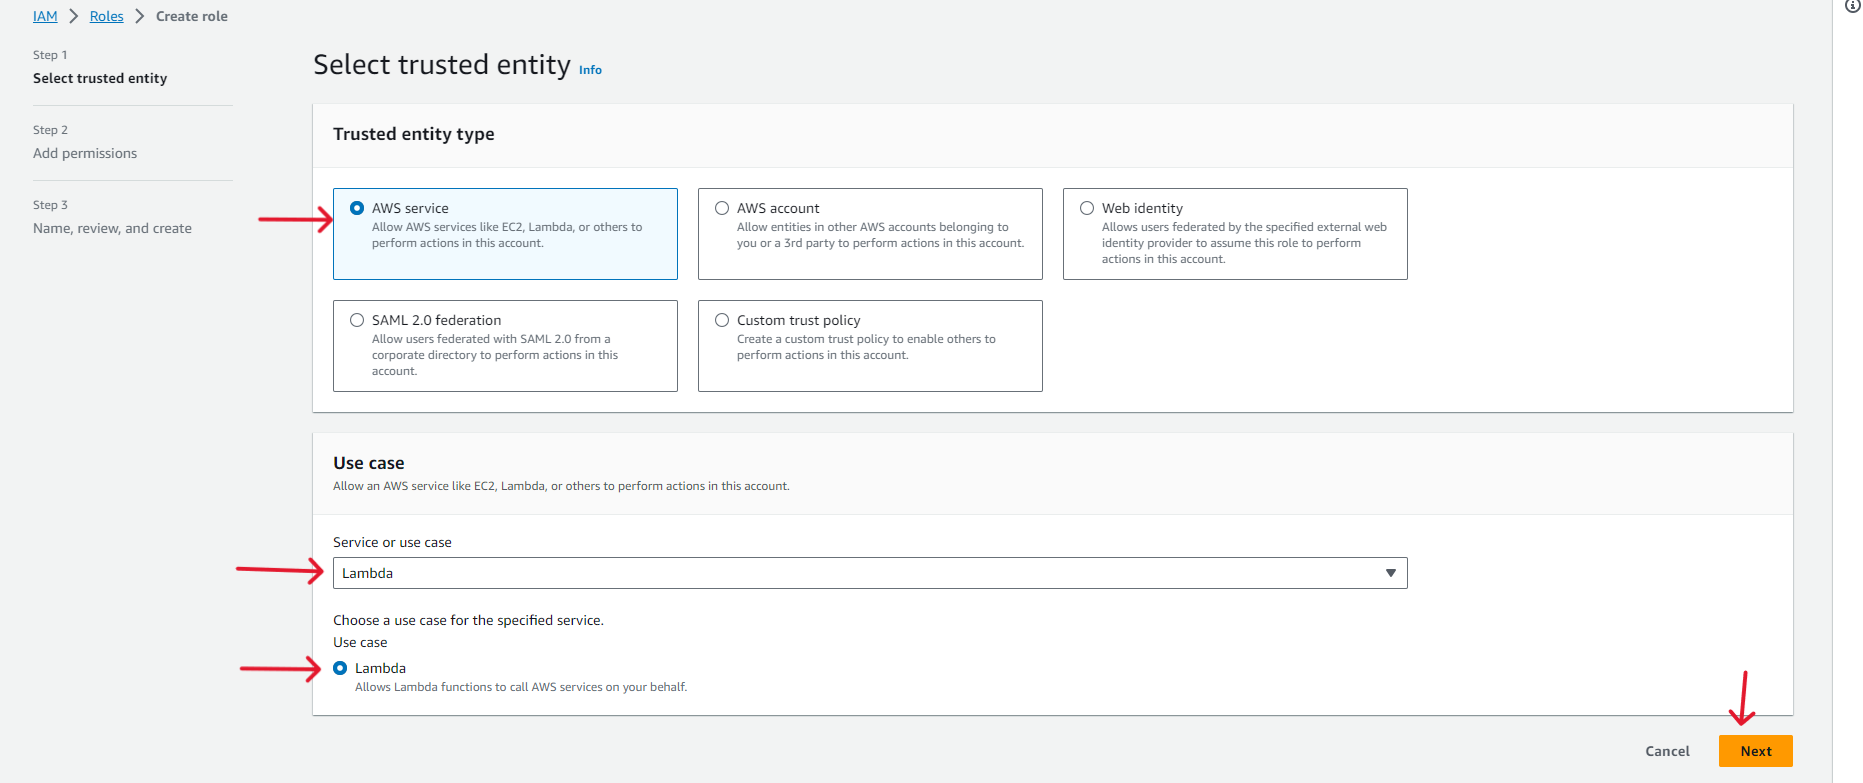 IAM > Roles > Create role
Step 1
Select trusted entity
Step 2
Add permissions
Step 3
Name, review, and create
Select trusted entity Info
Trusted entity type
AWS service
Allow AWS services like EC2, Lambda, or others to
perform actions in this account.
AWS account
Allow entities in other AWS accounts belonging to
you or a 3rd party to perform actions in this account.
Web identity
Allows users federated by the specified external web
identity provider to assume this role to perform
actions in this account.
SAML 2.0 federation
Allow users federated with SAML 2.0 from a
corporate directory to perform actions in this
account.
Custom trust policy
Create a custom trust policy to enable others to
perform actions in this account.
Use case
Allow an AWS service like EC2, Lambda, or others to perform actions in this account.
Service or use case
Lambda
Choose a use case for the specified service.
Use case
Lambda
Allows Lambda functions to call AWS services on your behalf.
Cancel
Next